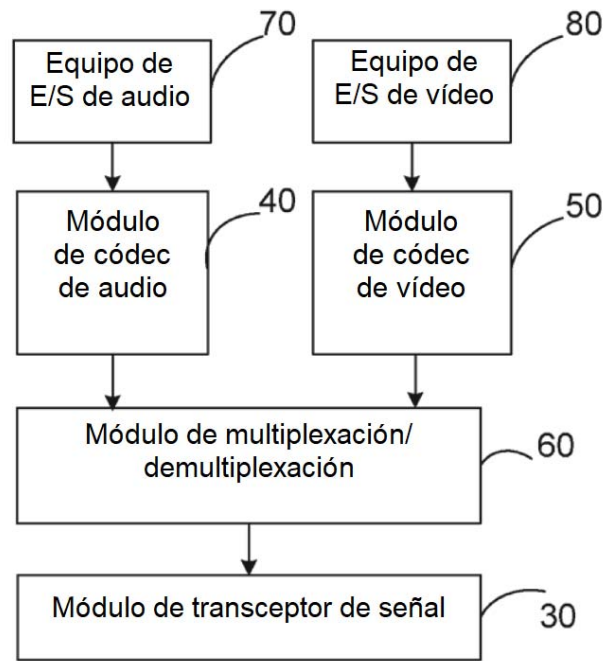 70
80
Equipo de
E/S de audio
Equipo de
E/S de vídeo
40
50
Módulo
de códec
de audio
Módulo
de códec
de vídeo
Módulo de multiplexación/
demultiplexación
60
Módulo de transceptor de señal
30